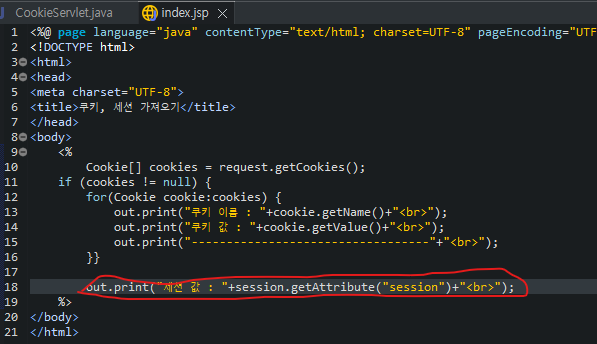 CookieServlet.java
index.jsp
1 <%@ page language="java" contentType="text/html; charset=UTF-8" pageEncoding="UTF
2 <!DOCTYPE html>
3 <html>
4 <head>
5 <meta charset="UTF-8">
6 <title>쿠키, 세션 가져오기</title>
7 </head>
8 <body>
9 <%
10 Cookie[] cookies = request.getCookies();
11 if (cookies != null) {
12 for(Cookie cookie:cookies) {
13 out.print("쿠키 이름 : "+cookie.getName()+"<br>");
14 out.print("쿠키 값 : "+cookie.getValue()+"<br>");
15 out.print("---------------------------------"+"<br>");
16 }}
17
18 out.print("세션 값 : "+session.getAttribute("session")+"<br>");
19 %>
20 </body>
21 </html>